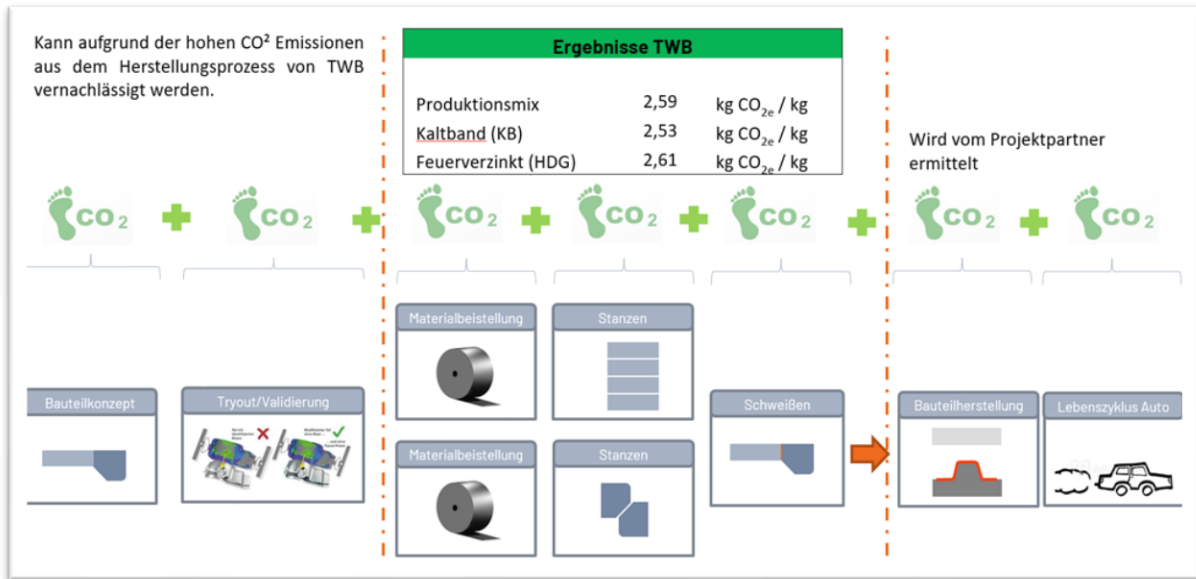 Kann aufgrund der hohen CO² Emissionen
aus dem Herstellungsprozess von TWB
vernachlässigt werden.
Ergebnisse TWB
Produktionsmix 2,59 kg CO2e / kg
Kaltband (KB) 2,53 kg CO2e / kg
Feuerverzinkt (HDG) 2,61 kg CO2e / kg
Wird vom Projektpartner
ermittelt
CO2 + CO2 + CO2 + CO2 + CO2 + CO2 + CO2
Materialbeistellung
Stanzen
Bauteilkonzept
Tryout/Validierung
Schweißen
Bauteilherstellung
Lebenszyklus Auto
Materialbeistellung
Stanzen